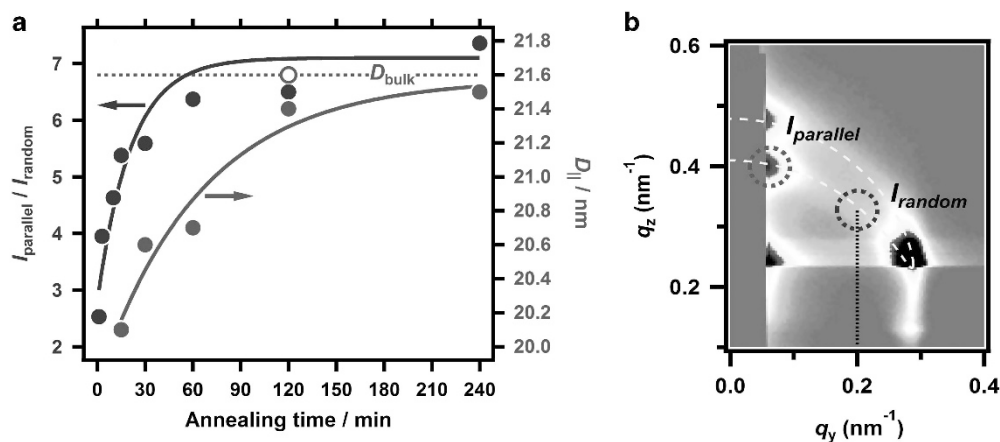 a
7
6
5
4
3
2
I_parallel / I_random
D_bulk
21.8
21.6
21.4
21.2
21.0
20.8
20.6
20.4
20.2
20.0
D_|| / nm
0 30 60 90 120 150 180 210 240
Annealing time / min
b
0.6
0.4
0.2
q_z (nm⁻¹)
I_parallel
I_random
0.0 0.2 0.4
q_y (nm⁻¹)